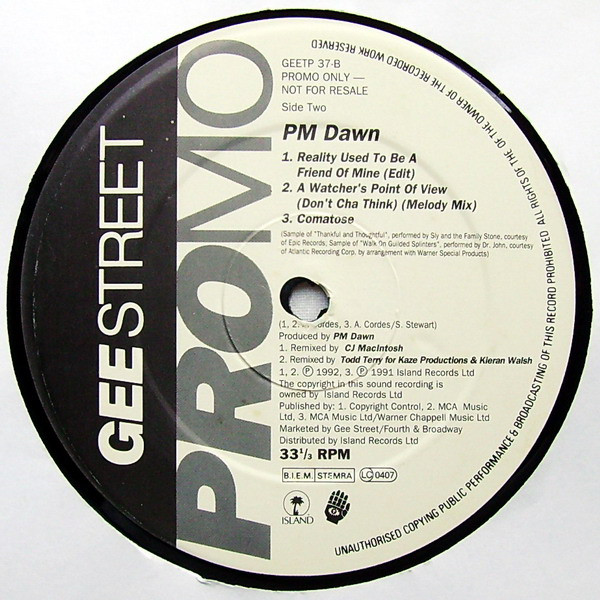 GEE STREET
PROMO
GEETP 37-B
PROMO ONLY —
NOT FOR RESALE
Side Two
PM Dawn
1. Reality Used To Be A
Friend Of Mine (Edit)
2. A Watcher's Point Of View
(Don't Cha Think) (Melody Mix)
3. Comatose
(Sample of "Thankful and Thoughtful", performed by Sly and the Family Stone, courtesy
of Epic Records; Sample of "Walk On Guilded Splinters", performed by Dr. John, courtesy
of Atlantic Recording Corp, by arrangement with Warner Special Products)
(1, 2. Cordes, 3. A. Cordes/S. Stewart)
Produced by PM Dawn
1. Remixed by CJ MacIntosh
2. Remixed by Todd Terry for Kaze Productions & Kieran Walsh
1, 2. ℗ 1992, 3. ℗ 1991 Island Records Ltd
The copyright in this sound recording is
owned by Island Records Ltd
Published by: 1. Copyright Control, 2. MCA Music
Ltd, 3. MCA Music Ltd/Warner Chappell Music Ltd
Marketed by Gee Street/Fourth & Broadway
Distributed by Island Records Ltd
33 1/3 RPM
B.I.E.M. STEMRA LC 0407
ISLAND
UNAUTHORISED COPYING PUBLIC PERFORMANCE & BROADCASTING OF THIS RECORD PROHIBITED ALL RIGHTS OF THE OF THE OWNER OF THE RECORDED WORK RESERVED